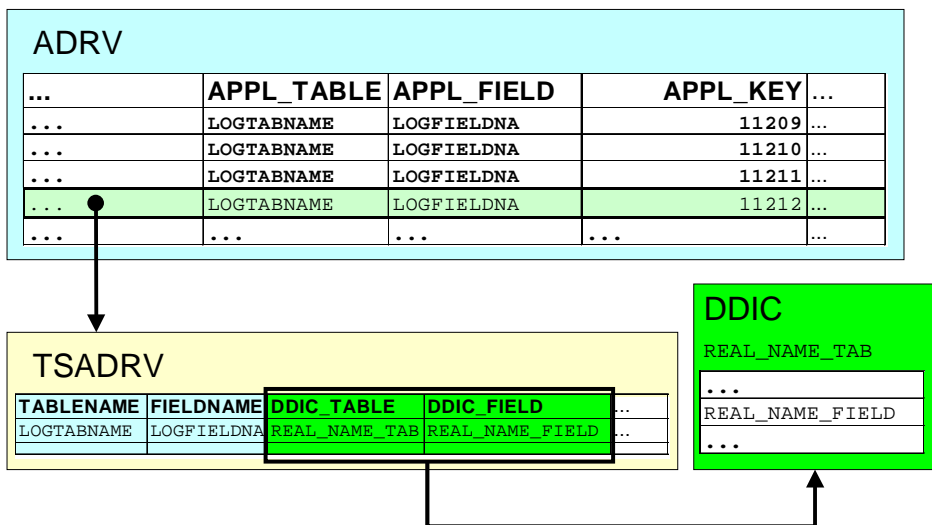 ADRV
... APPL_TABLE APPL_FIELD APPL_KEY ...
... LOGTABNAME LOGFIELDNA 11209 ...
... LOGTABNAME LOGFIELDNA 11210 ...
... LOGTABNAME LOGFIELDNA 11211 ...
... LOGTABNAME LOGFIELDNA 11212 ...
... ... ... ... ...
DDIC
REAL_NAME_TAB
...
REAL_NAME_FIELD
...
TSADRV
TABLENAME FIELDNAME DDIC_TABLE DDIC_FIELD ...
LOGTABNAME LOGFIELDNA REAL_NAME_TAB REAL_NAME_FIELD ...